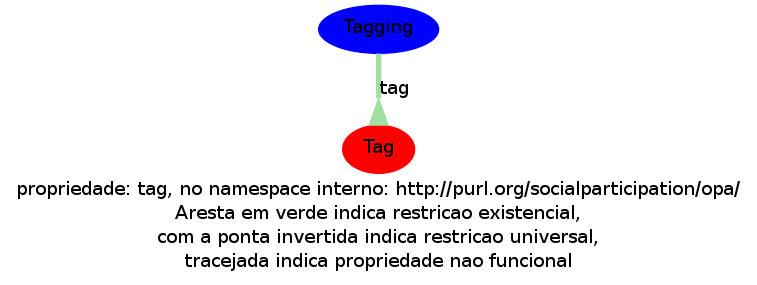 Tagging
tag
Tag
propriedade: tag, no namespace interno: http://purl.org/socialparticipation/opa/
Aresta em verde indica restricao existencial,
com a ponta invertida indica restricao universal,
tracejada indica propriedade nao funcional